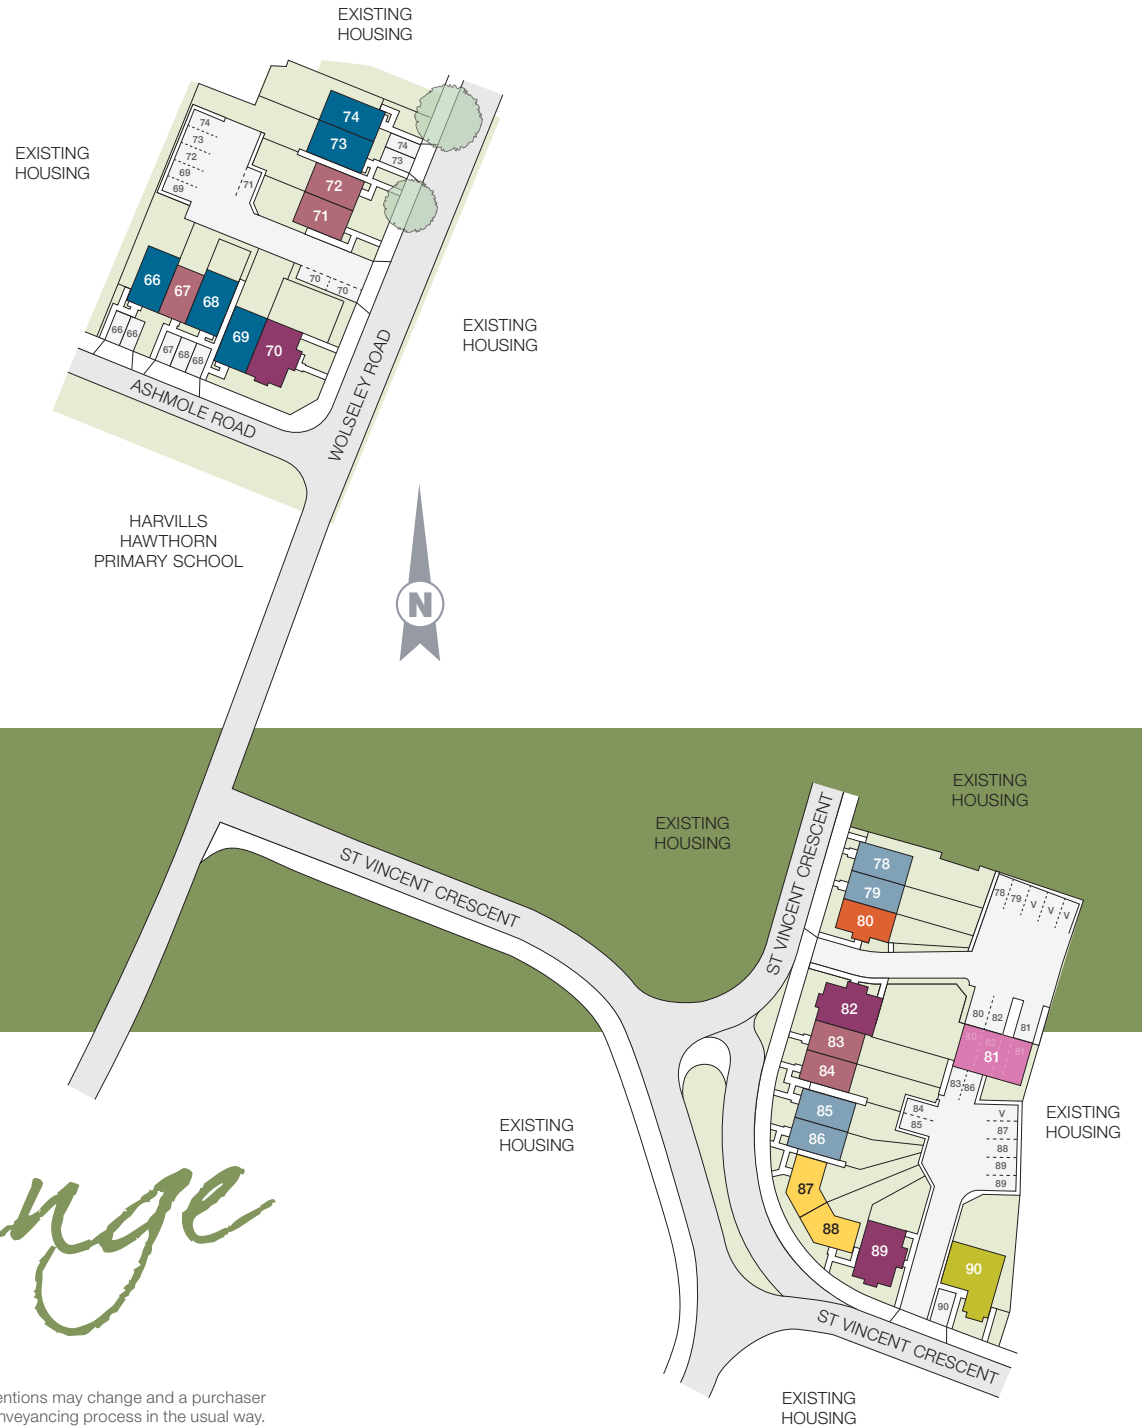 EXISTING
HOUSING
EXISTING
HOUSING
74
73
74
73
72
69
69
71
74
73
72
71
70
70
66
67
68
69
70
66
66
67
68
68
EXISTING
HOUSING
ASHMOLE ROAD
WOLSELEY ROAD
HARVILLS
HAWTHORN
PRIMARY SCHOOL
N
EXISTING
HOUSING
EXISTING
HOUSING
ST VINCENT CRESCENT
ST VINCENT CRESCENT
78
79
80
78
79
V
V
V
82
83
84
80
82
81
80
82
81
81
83
86
84
85
85
86
V
87
88
89
89
EXISTING
HOUSING
EXISTING
HOUSING
87
88
89
90
90
nge
ST VINCENT CRESCENT
EXISTING
HOUSING
entions may change and a purchaser
nveyancing process in the usual way.